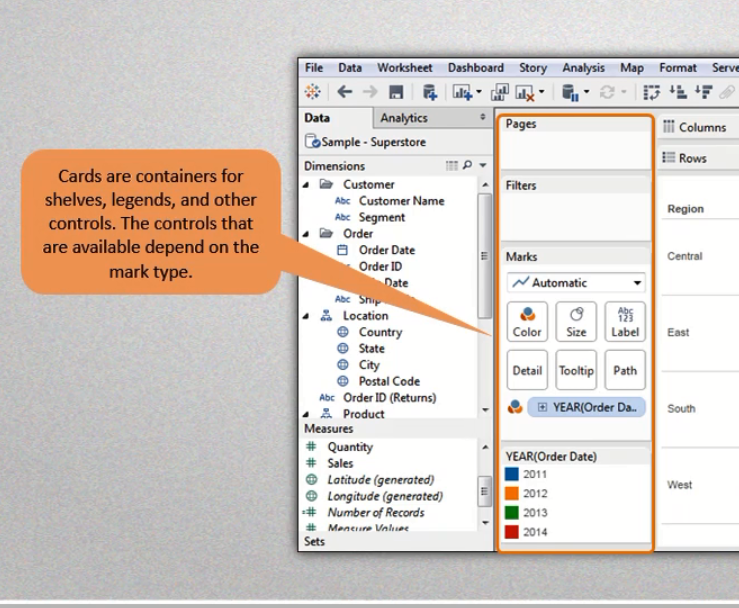 Cards are containers for
shelves, legends, and other
controls. The controls that
are available depend on the
mark type.
File Data Worksheet Dashboard Story Analysis Map Format Serve
Data Analytics
Sample - Superstore
Dimensions
Customer
Abc Customer Name
Abc Segment
Order
Order Date
Order ID
Date
Abc Ship
Location
Country
State
City
Postal Code
Abc Order ID (Returns)
Product
Measures
# Quantity
# Sales
Latitude (generated)
Longitude (generated)
# Number of Records
# Measure Values
Sets
Pages
Filters
Marks
Automatic
Abc
123
Color Size Label
Detail Tooltip Path
YEAR(Order Da..
YEAR(Order Date)
2011
2012
2013
2014
Columns
Rows
Region
Central
East
South
West